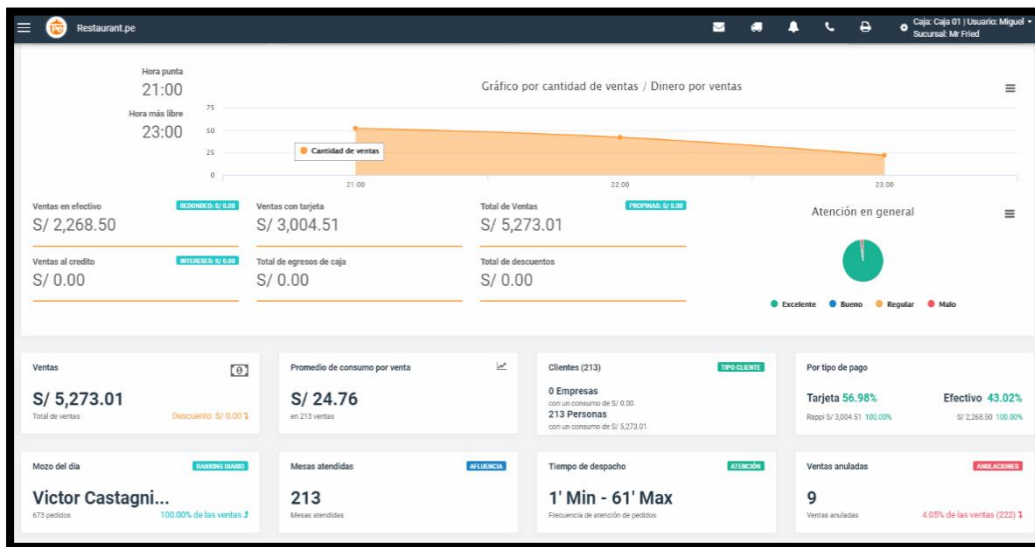 Restaurant.pe
Caja: Caja 01 | Usuario: Miguel
Sucursal: Mr Fried
Hora punta
21:00
Hora más libre
23:00
Gráfico por cantidad de ventas / Dinero por ventas
75
50
25
0
Cantidad de ventas
21:00
22:00
23:00
Ventas en efectivo
REDONDEO: S/ 0.00
S/ 2,268.50
Ventas con tarjeta
S/ 3,004.51
Total de Ventas
PROPINAS: S/ 0.00
S/ 5,273.01
Ventas al credito
INTERESES: S/ 0.00
S/ 0.00
Total de egresos de caja
S/ 0.00
Total de descuentos
S/ 0.00
Atención en general
Excelente
Bueno
Regular
Malo
Ventas
S/ 5,273.01
Total de ventas
Descuento: S/ 0.00
Promedio de consumo por venta
S/ 24.76
en 213 ventas
Clientes (213)
TIPO CLIENTE
0 Empresas
con un consumo de S/ 0.00
213 Personas
con un consumo de S/ 5,273.01
Por tipo de pago
Tarjeta 56.98%
Efectivo 43.02%
Rappi S/ 3,004.51 100.00%
S/ 2,268.50 100.00%
Mozo del día
RANKING DIARIO
Victor Castagni...
673 pedidos
100.00% de las ventas
Mesas atendidas
AFLUENCIA
213
Mesas atendidas
Tiempo de despacho
ATENCIÓN
1' Min - 61' Max
Frecuencia de atención de pedidos
Ventas anuladas
ANULACIONES
9
Ventas anuladas
4.05% de las ventas (222)